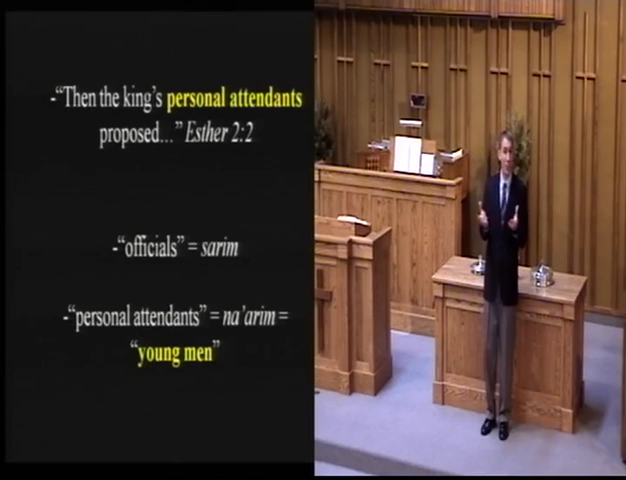 -“Then the king's personal attendants
proposed…” Esther 2:2
-“officials” = sarim
-“personal attendants” = na'arim =
“young men”